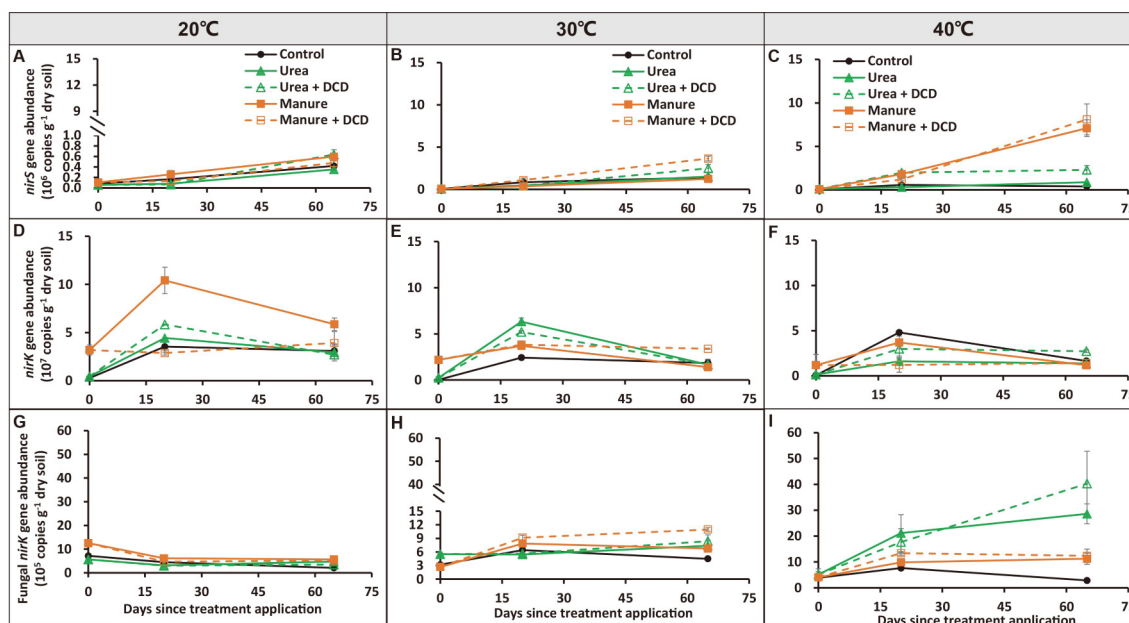 20℃ 30℃ 40℃
A
nirS gene abundance
(10⁶ copies g⁻¹ dry soil)
15
12
9
1.0
0.8
0.6
0.4
0.2
0.0
0 15 30 45 60 75
Control
Urea
Urea + DCD
Manure
Manure + DCD
B
15
10
5
0
0 15 30 45 60 75
Control
Urea
Urea + DCD
Manure
Manure + DCD
C
15
10
5
0
0 15 30 45 60 75
Control
Urea
Urea + DCD
Manure
Manure + DCD
D
nirK gene abundance
(10⁷ copies g⁻¹ dry soil)
15
10
5
0
0 15 30 45 60 75
E
15
10
5
0
0 15 30 45 60 75
F
15
10
5
0
0 15 30 45 60 75
G
Fungal nirK gene abundance
(10⁵ copies g⁻¹ dry soil)
60
50
40
30
20
10
0
0 15 30 45 60 75
Days since treatment application
H
60
50
40
15
12
9
6
3
0
0 15 30 45 60 75
Days since treatment application
I
60
50
40
30
20
10
0
0 15 30 45 60 75
Days since treatment application